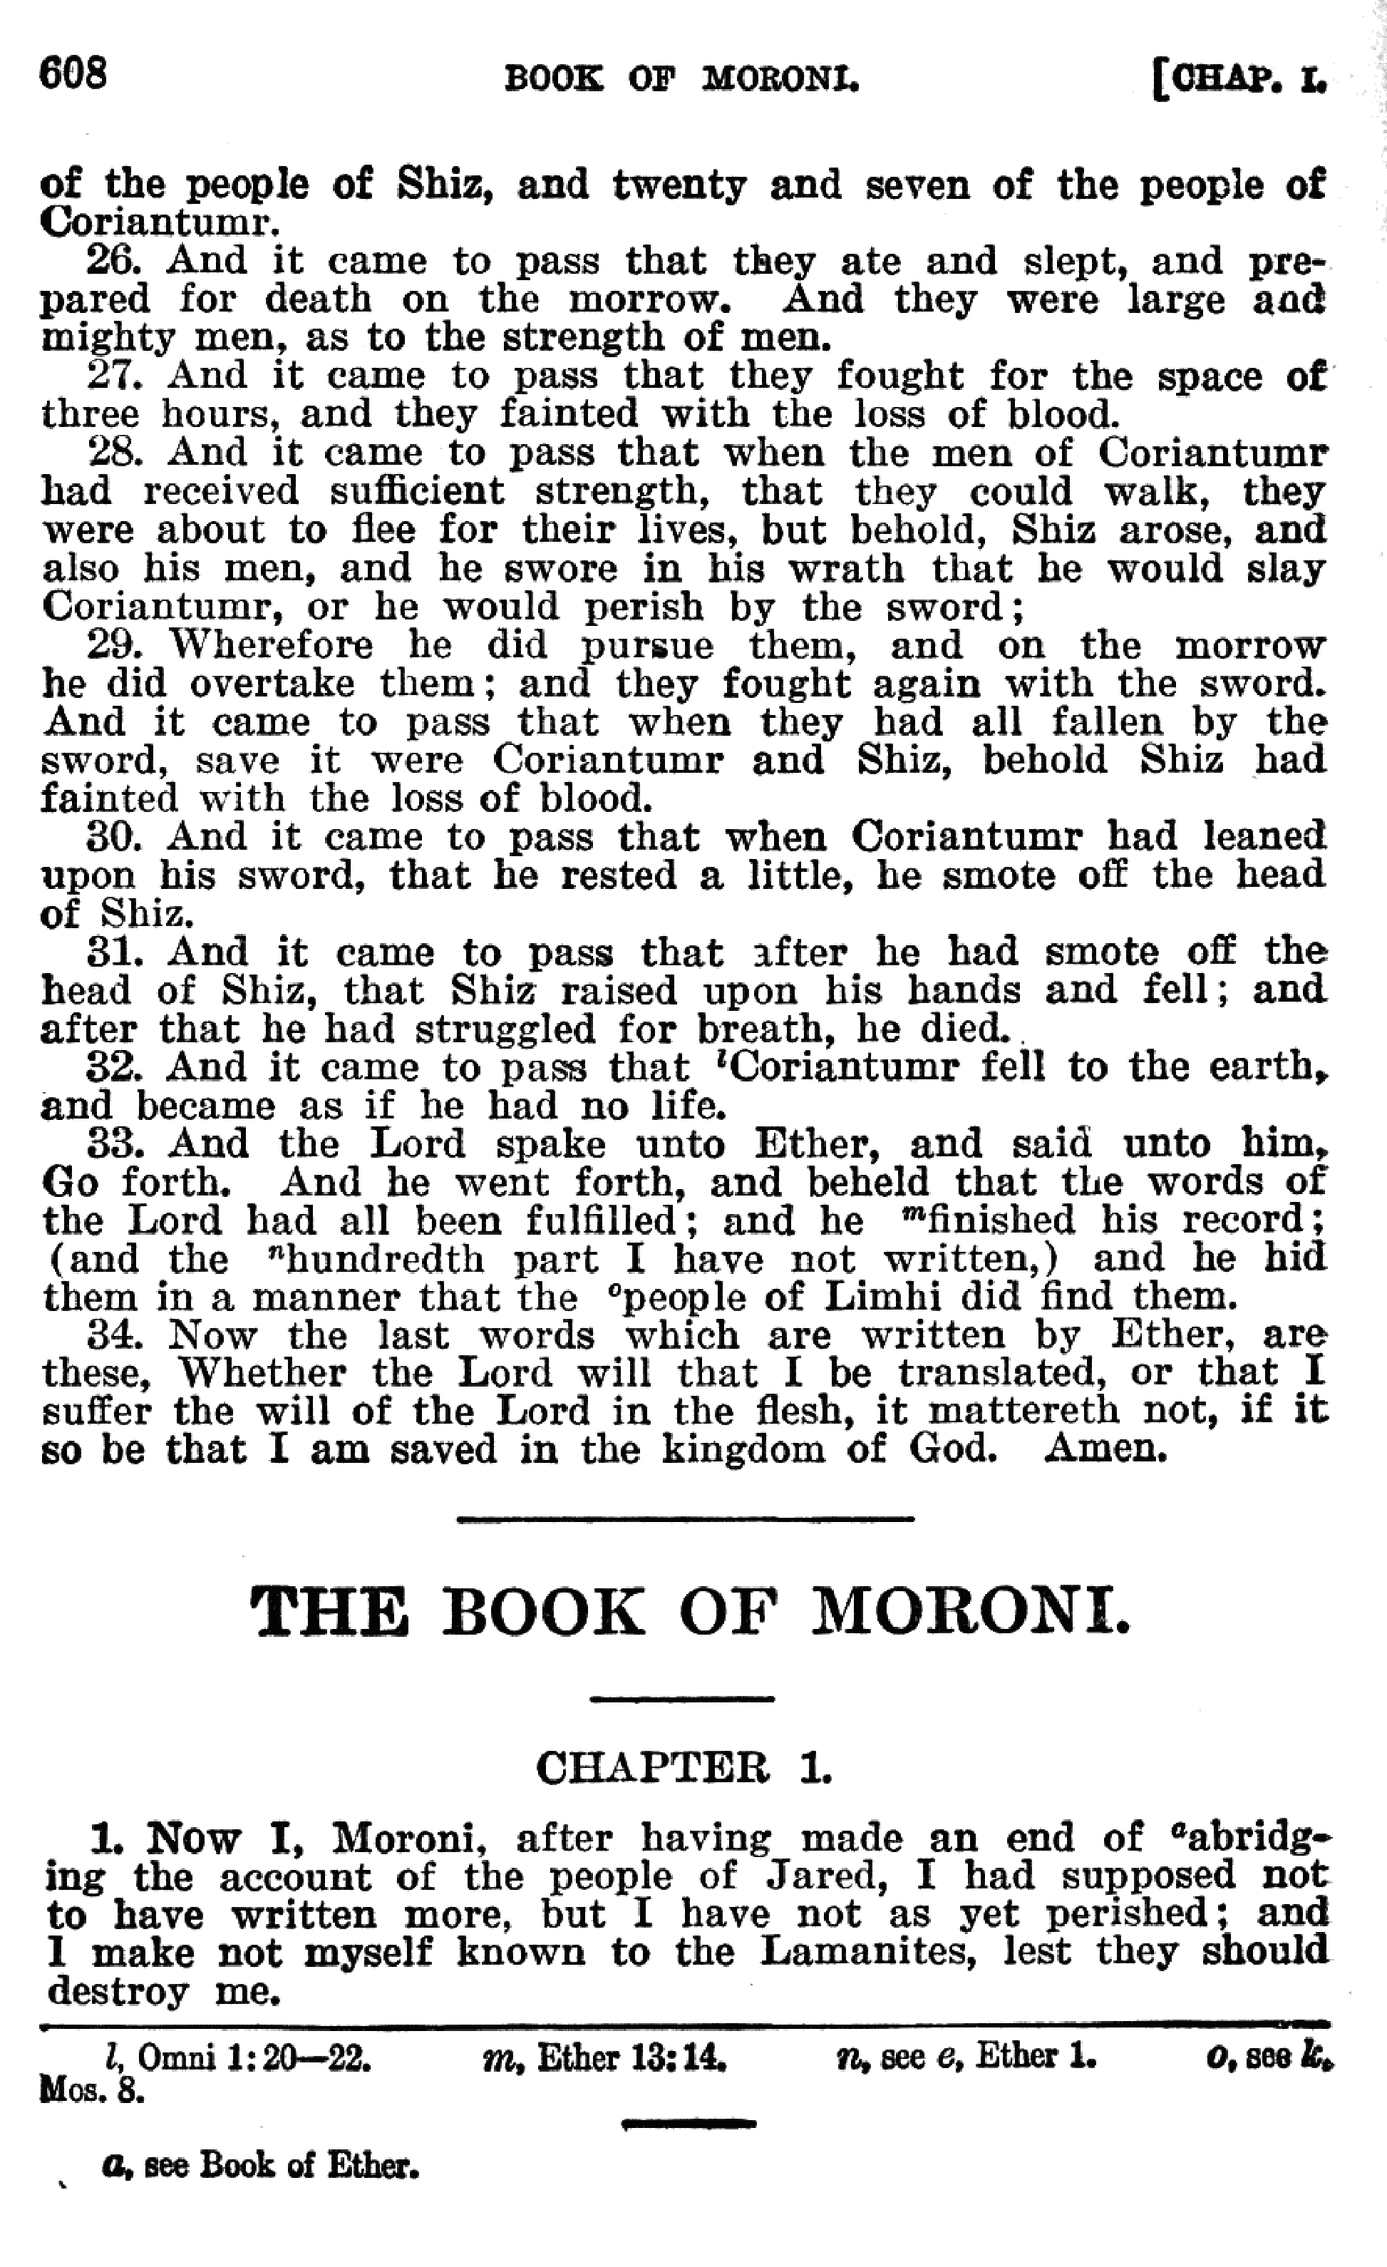 608 BOOK OF MORONI. [CHAP. I.
of the people of Shiz, and twenty and seven of the people of
Coriantumr.
26. And it came to pass that they ate and slept, and pre-
pared for death on the morrow. And they were large and
mighty men, as to the strength of men.
27. And it came to pass that they fought for the space of
three hours, and they fainted with the loss of blood.
28. And it came to pass that when the men of Coriantumr
had received sufficient strength, that they could walk, they
were about to flee for their lives, but behold, Shiz arose, and
also his men, and he swore in his wrath that he would slay
Coriantumr, or he would perish by the sword;
29. Wherefore he did pursue them, and on the morrow
he did overtake them; and they fought again with the sword.
And it came to pass that when they had all fallen by the
sword, save it were Coriantumr and Shiz, behold Shiz had
fainted with the loss of blood.
30. And it came to pass that when Coriantumr had leaned
upon his sword, that he rested a little, he smote off the head
of Shiz.
31. And it came to pass that after he had smote off the
head of Shiz, that Shiz raised upon his hands and fell; and
after that he had struggled for breath, he died.
32. And it came to pass that ˡCoriantumr fell to the earth,
and became as if he had no life.
33. And the Lord spake unto Ether, and said unto him,
Go forth. And he went forth, and beheld that the words of
the Lord had all been fulfilled; and he ᵐfinished his record;
(and the ⁿhundredth part I have not written,) and he hid
them in a manner that the ᵒpeople of Limhi did find them.
34. Now the last words which are written by Ether, are
these, Whether the Lord will that I be translated, or that I
suffer the will of the Lord in the flesh, it mattereth not, if it
so be that I am saved in the kingdom of God. Amen.
THE BOOK OF MORONI.
CHAPTER 1.
1. NOW I, Moroni, after having made an end of ᵃabridg-
ing the account of the people of Jared, I had supposed not
to have written more, but I have not as yet perished; and
I make not myself known to the Lamanites, lest they should
destroy me.
l, Omni 1:20—22. m, Ether 13:14. n, see e, Ether 1. o, see k,
Mos. 8.
a, see Book of Ether.